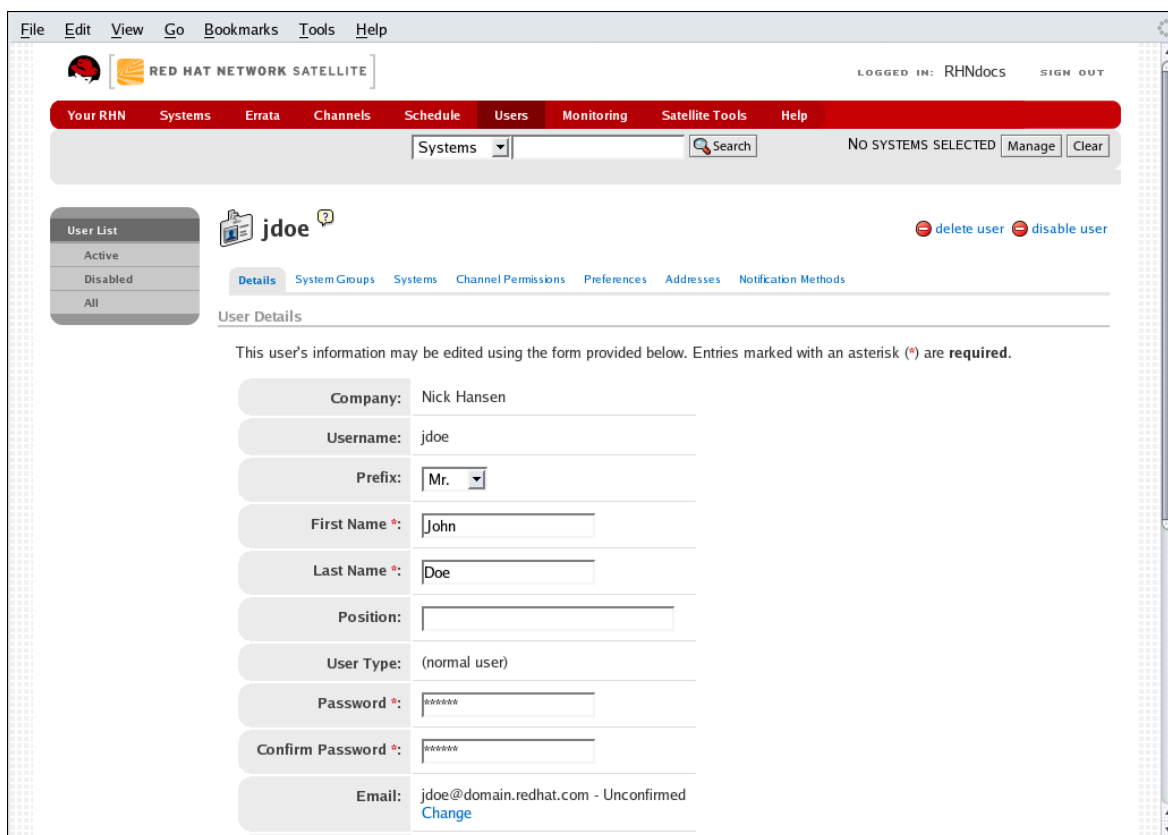 File Edit View Go Bookmarks Tools Help
RED HAT NETWORK SATELLITE
LOGGED IN: RHNdocs SIGN OUT
Your RHN Systems Errata Channels Schedule Users Monitoring Satellite Tools Help
Systems Search NO SYSTEMS SELECTED Manage Clear
User List
Active
Disabled
All
jdoe ?
delete user disable user
Details System Groups Systems Channel Permissions Preferences Addresses Notification Methods
User Details
This user's information may be edited using the form provided below. Entries marked with an asterisk (*) are required.
Company: Nick Hansen
Username: jdoe
Prefix: Mr.
First Name *: John
Last Name *: Doe
Position:
User Type: (normal user)
Password *: ******
Confirm Password *: ******
Email: jdoe@domain.redhat.com - Unconfirmed
Change